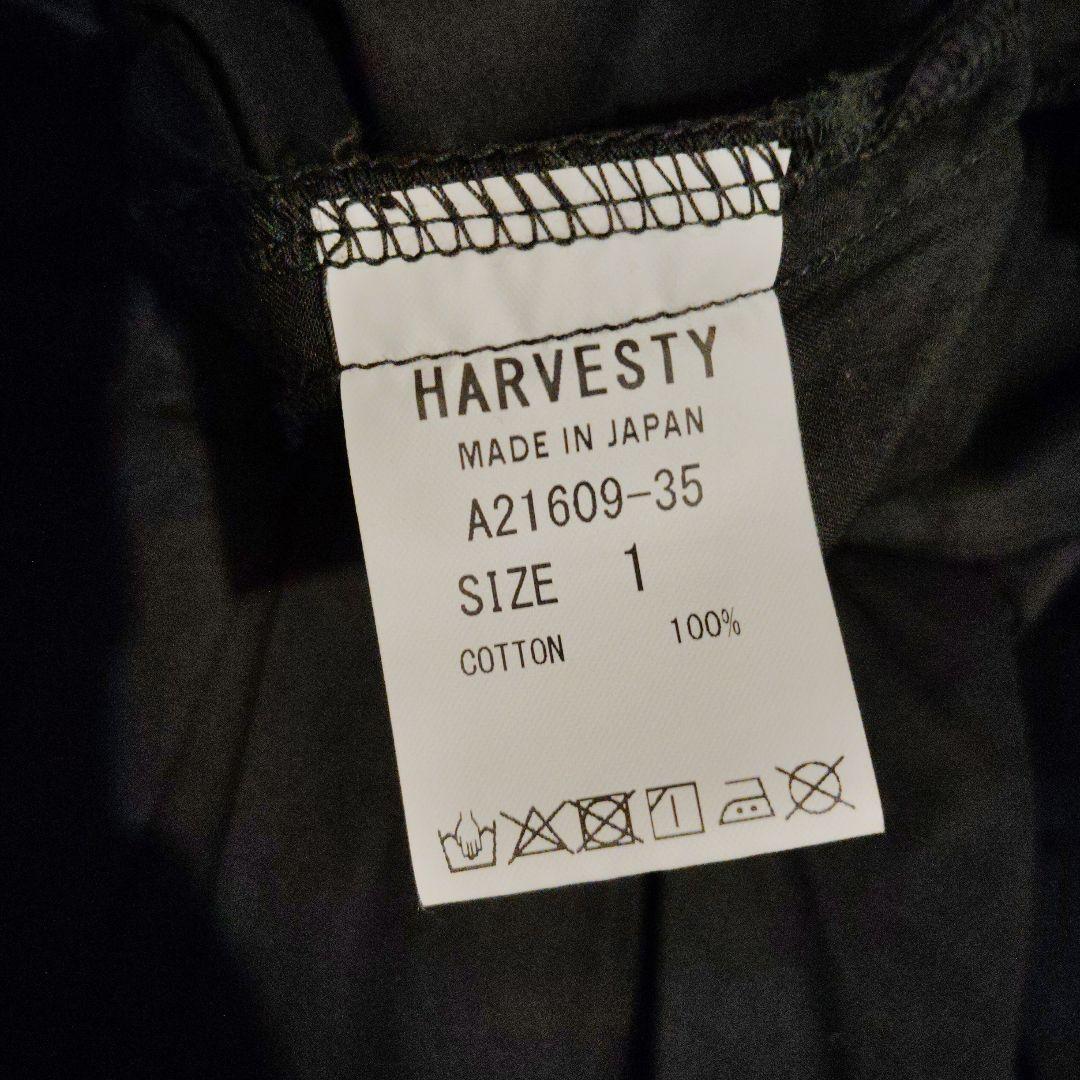 HARVESTY
MADE IN JAPAN
A21609-35
SIZE 1
COTTON 100%